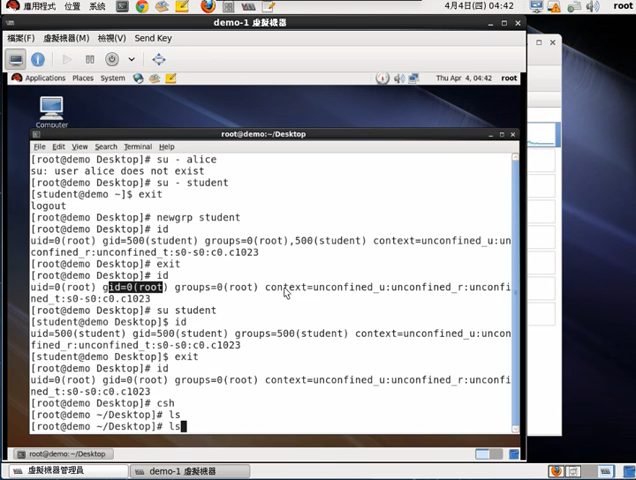 應用程式 位置 系統 4月4日(四) 04:42 root
demo-1 虛擬機器
檔案(F) 虛擬機器(M) 檢視(V) Send Key
Applications Places System Thu Apr 4, 04:42 root
Computer
root@demo:~/Desktop
File Edit View Search Terminal Help
[root@demo Desktop]# su - alice
su: user alice does not exist
[root@demo Desktop]# su - student
[student@demo ~]$ exit
logout
[root@demo Desktop]# newgrp student
[root@demo Desktop]# id
uid=0(root) gid=500(student) groups=0(root),500(student) context=unconfined_u:un
confined_r:unconfined_t:s0-s0:c0.c1023
[root@demo Desktop]# exit
[root@demo Desktop]# id
uid=0(root) gid=0(root) groups=0(root) context=unconfined_u:unconfined_r:unconfi
ned_t:s0-s0:c0.c1023
[root@demo Desktop]# su student
[student@demo Desktop]$ id
uid=500(student) gid=500(student) groups=500(student) context=unconfined_u:uncon
fined_r:unconfined_t:s0-s0:c0.c1023
[student@demo Desktop]$ exit
[root@demo Desktop]# id
uid=0(root) gid=0(root) groups=0(root) context=unconfined_u:unconfined_r:unconfi
ned_t:s0-s0:c0.c1023
[root@demo Desktop]# csh
[root@demo ~/Desktop]# ls
[root@demo ~/Desktop]# ls
root@demo:~/Desktop
虛擬機器管理員 demo-1 虛擬機器